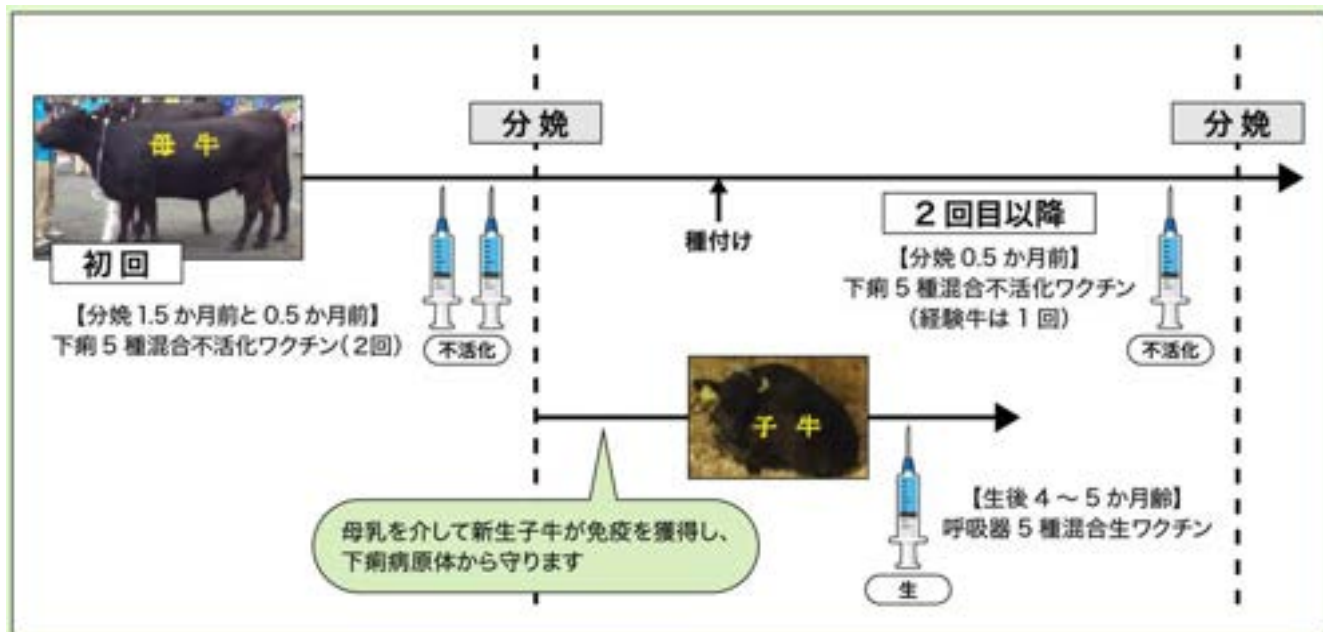 分娩
分娩
母牛
初回
【分娩 1.5 か月前と 0.5 か月前】
下痢 5 種混合不活化ワクチン（2回）
不活化
種付け
2 回目以降
【分娩 0.5 か月前】
下痢 5 種混合不活化ワクチン
（経験牛は 1 回）
不活化
子牛
母乳を介して新生子牛が免疫を獲得し、
下痢病原体から守ります
【生後 4 ～ 5 か月齢】
呼吸器 5 種混合生ワクチン
生